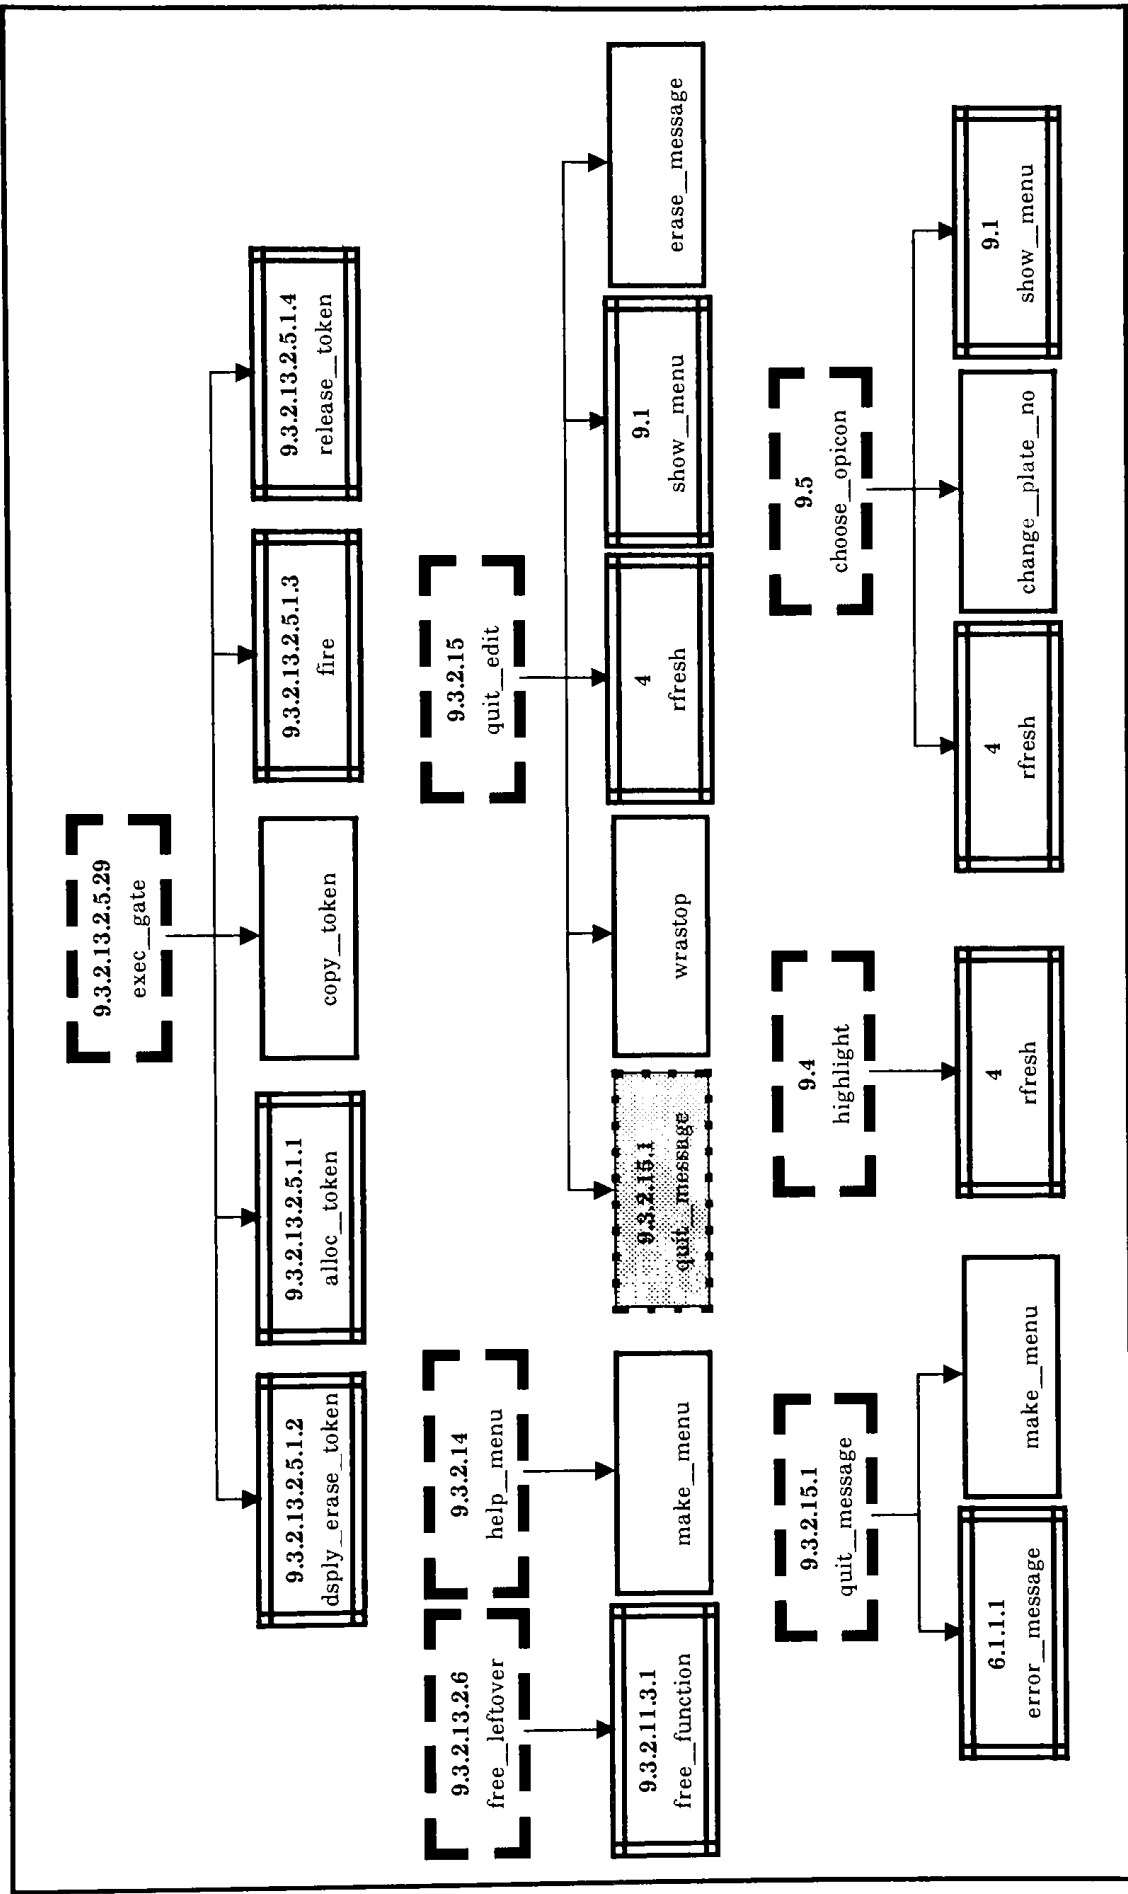 9.3.2.13.2.5.29
exec__gate
9.3.2.13.2.5.1.2
dsply_erase_token
9.3.2.13.2.5.1.1
alloc__token
copy__token
9.3.2.13.2.5.1.3
fire
9.3.2.13.2.5.1.4
release__token
9.3.2.13.2.6
free__leftover
9.3.2.14
help__menu
9.3.2.15
quit__edit
9.3.2.11.3.1
free__function
make__menu
9.3.2.15.1
quit__message
wrastop
4
rfresh
9.1
show__menu
erase__message
9.3.2.15.1
quit__message
9.4
highlight
9.5
choose__opicon
6.1.1.1
error__message
make__menu
4
rfresh
4
rfresh
change__plate__no
9.1
show__menu